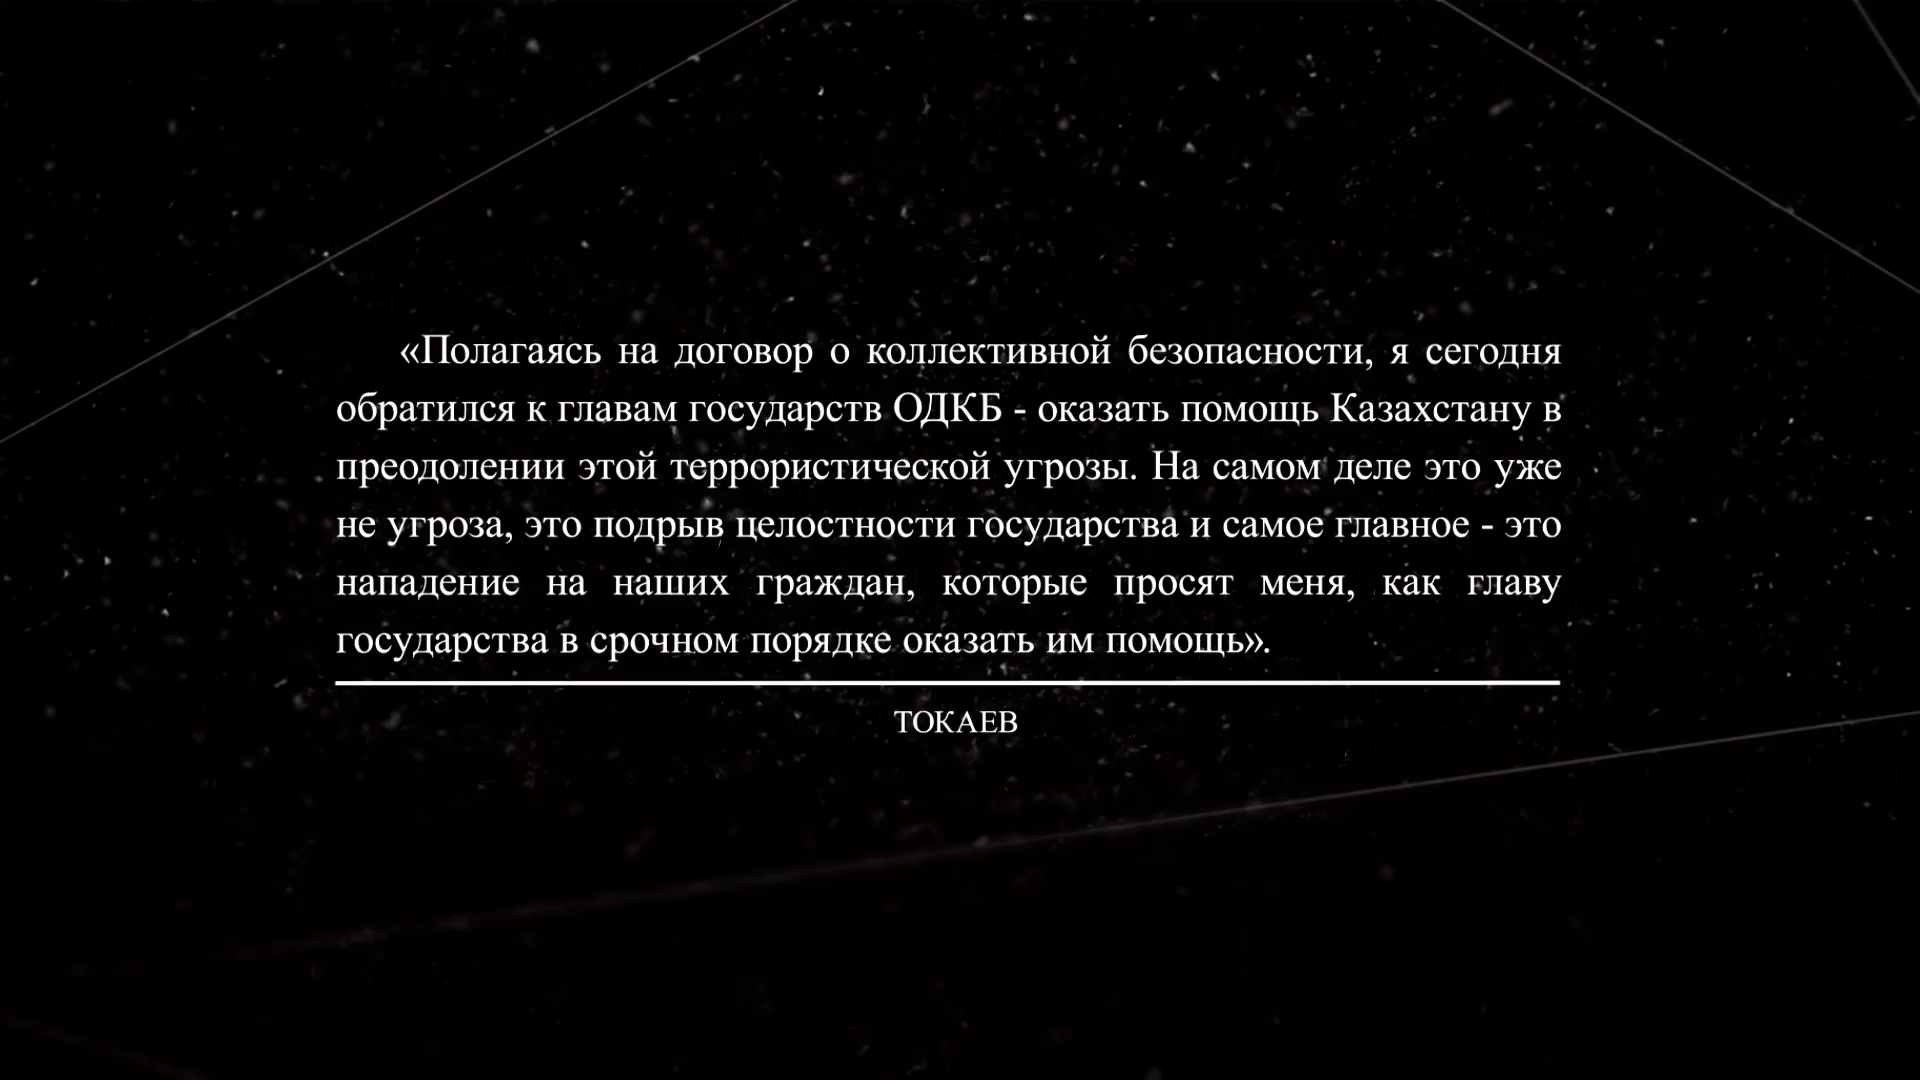 «Полагаясь на договор о коллективной безопасности, я сегодня
обратился к главам государств ОДКБ - оказать помощь Казахстану в
преодолении этой террористической угрозы. На самом деле это уже
не угроза, это подрыв целостности государства и самое главное - это
нападение на наших граждан, которые просят меня, как главу
государства в срочном порядке оказать им помощь».
ТОКАЕВ